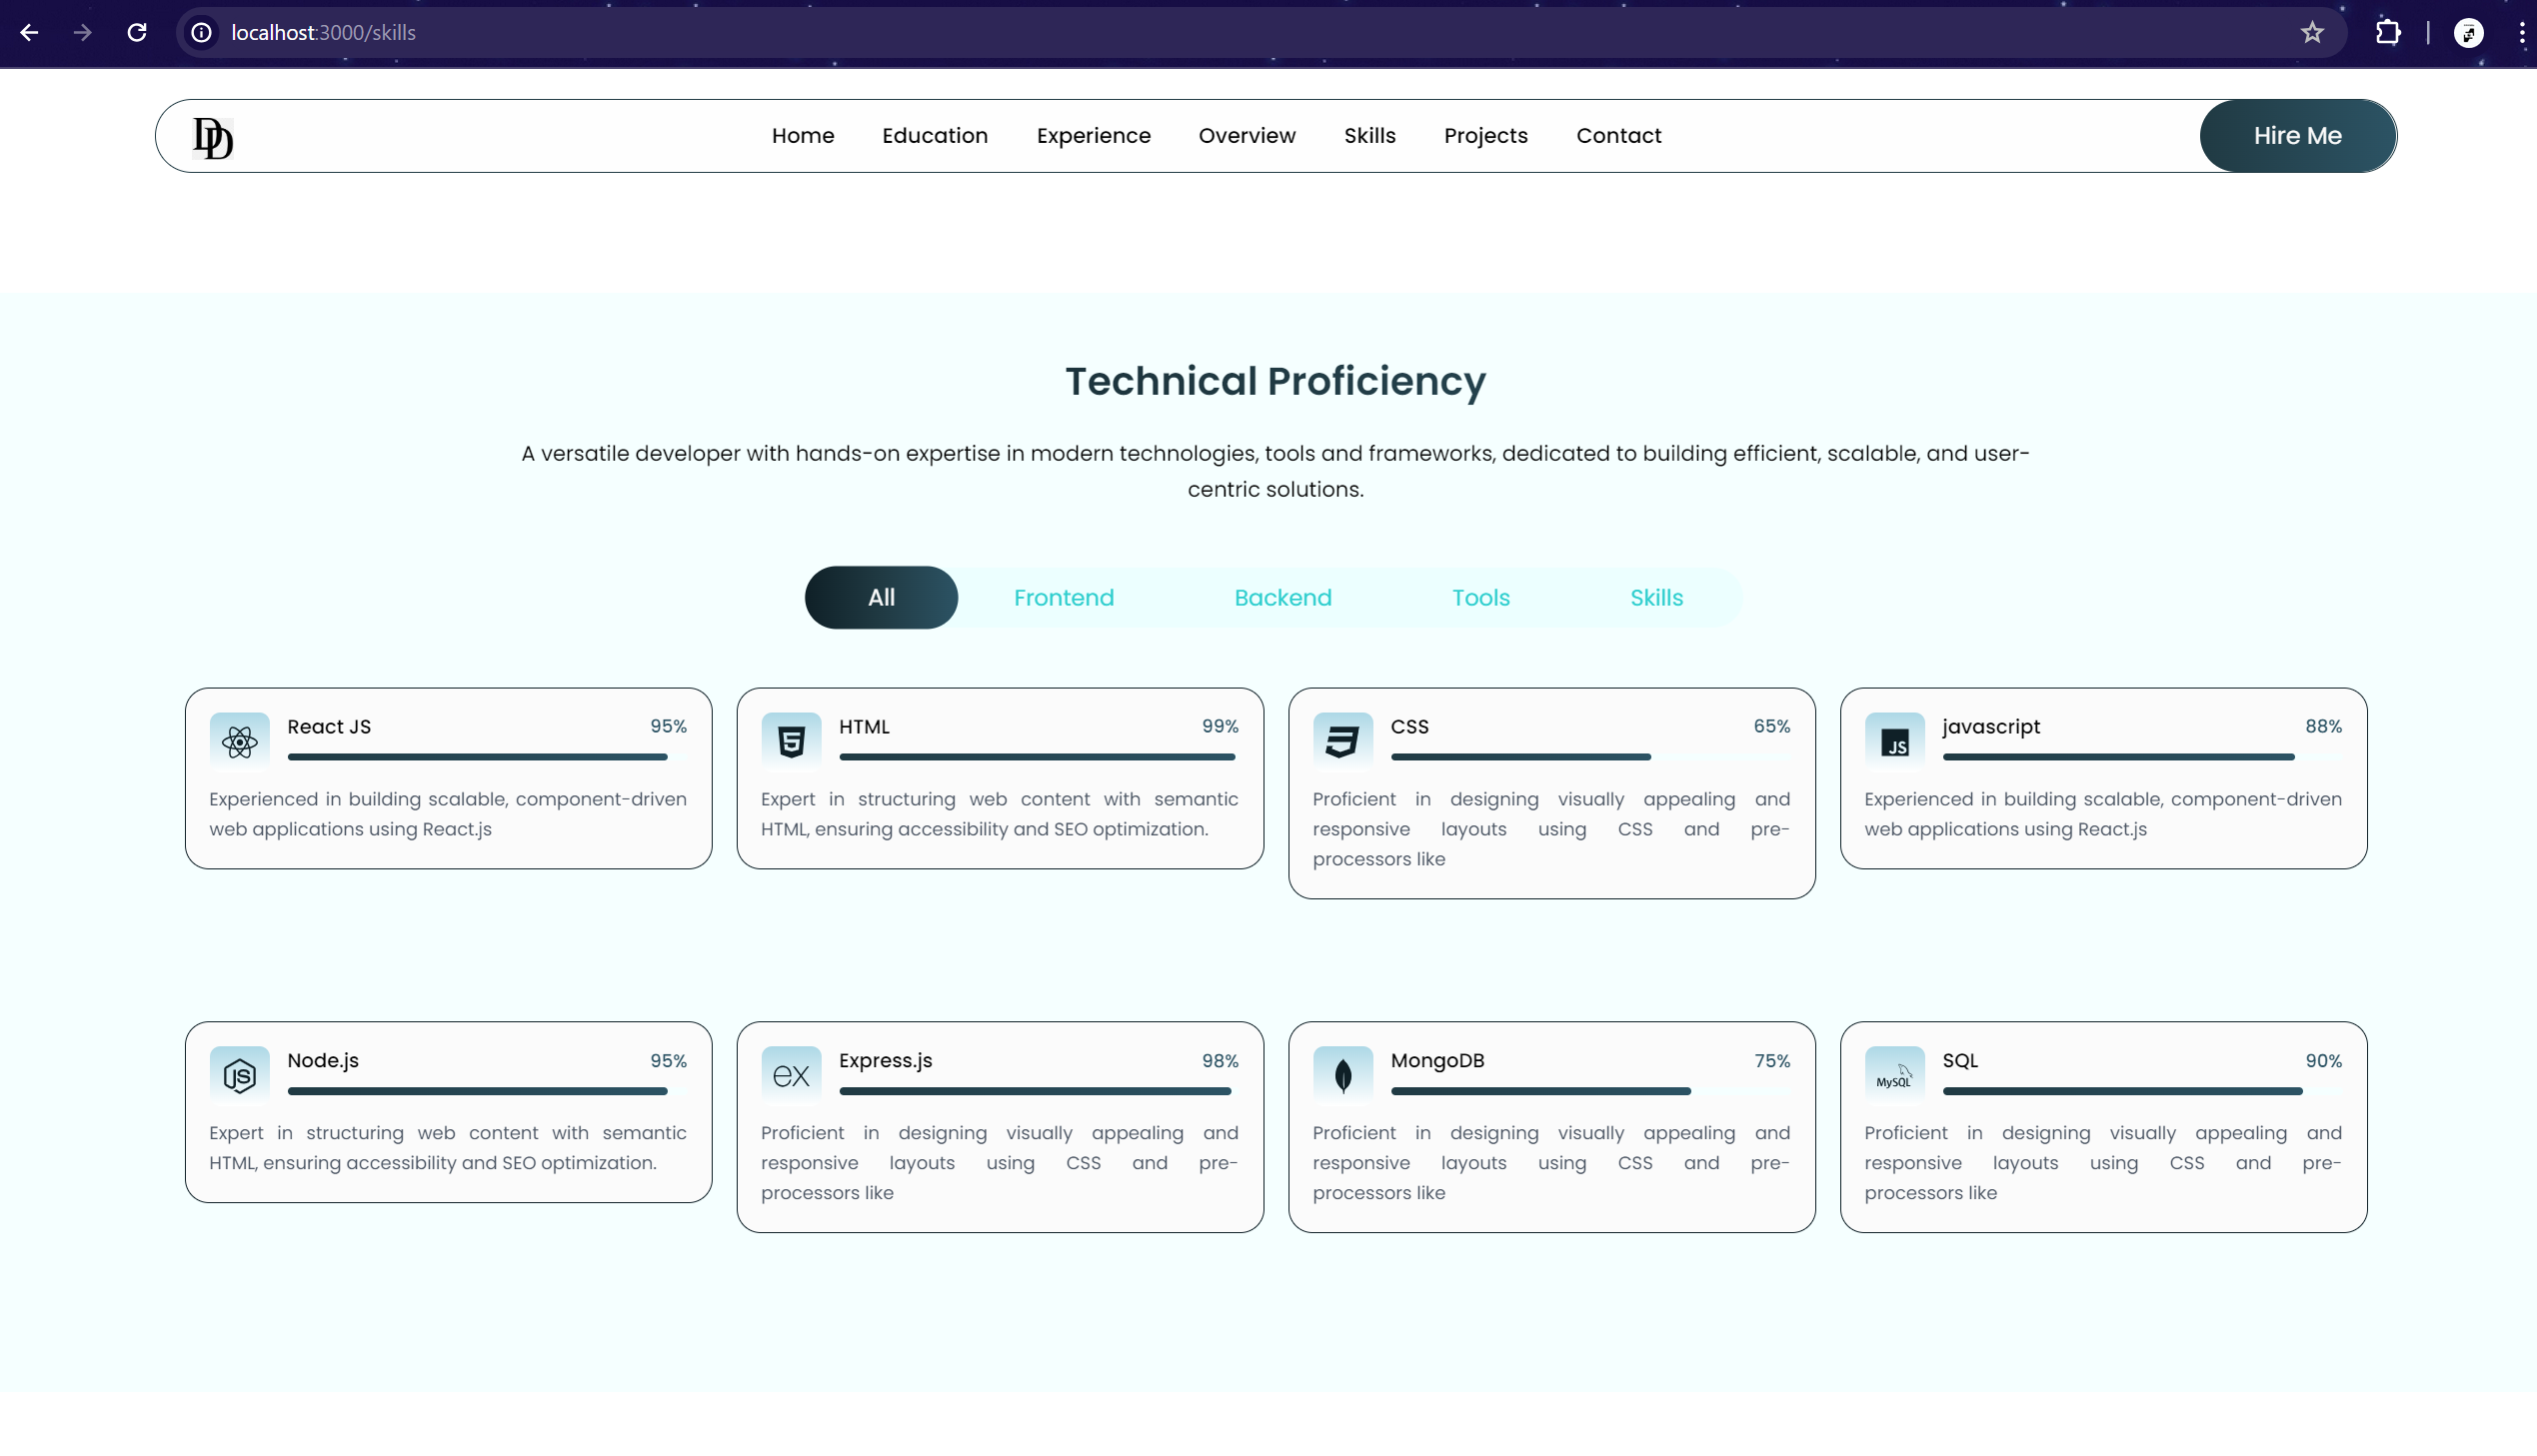 localhost:3000/skills
DD
Home Education Experience Overview Skills Projects Contact
Hire Me
Technical Proficiency
A versatile developer with hands-on expertise in modern technologies, tools and frameworks, dedicated to building efficient, scalable, and user-
centric solutions.
All Frontend Backend Tools Skills
React JS 95%
Experienced in building scalable, component-driven
web applications using React.js
HTML 99%
5
Expert in structuring web content with semantic
HTML, ensuring accessibility and SEO optimization.
CSS 65%
3
Proficient in designing visually appealing and
responsive layouts using CSS and pre-
processors like
javascript 88%
JS
Experienced in building scalable, component-driven
web applications using React.js
Node.js 95%
JS
Expert in structuring web content with semantic
HTML, ensuring accessibility and SEO optimization.
Express.js 98%
ex
Proficient in designing visually appealing and
responsive layouts using CSS and pre-
processors like
MongoDB 75%
Proficient in designing visually appealing and
responsive layouts using CSS and pre-
processors like
SQL 90%
MySQL
Proficient in designing visually appealing and
responsive layouts using CSS and pre-
processors like